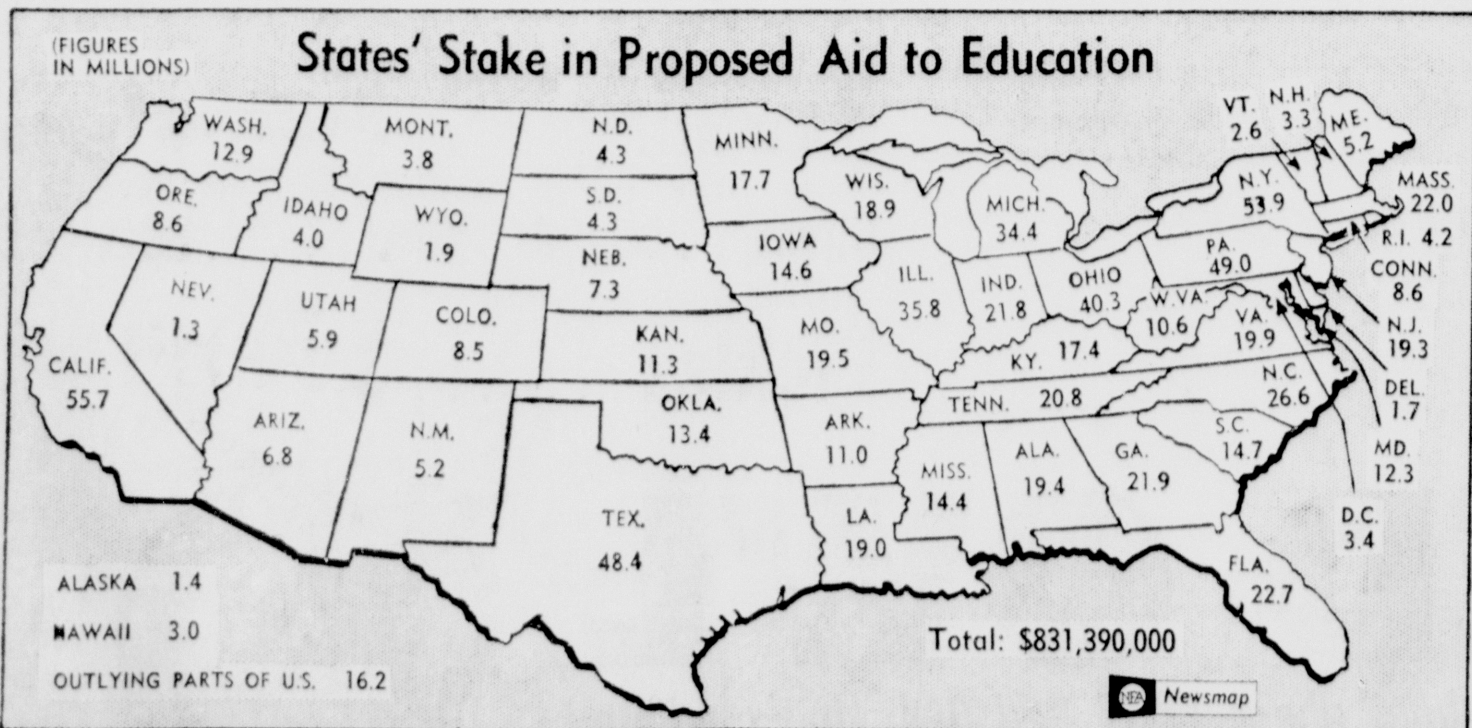 (FIGURES
IN MILLIONS)
States' Stake in Proposed Aid to Education
WASH.
12.9
ORE.
8.6
IDAHO
4.0
MONT.
3.8
WYO.
1.9
N.D.
4.3
S.D.
4.3
NEB.
7.3
MINN.
17.7
WIS.
18.9
MICH.
34.4
IOWA
14.6
VT.
2.6
N.H.
3.3
ME.
5.2
N.Y.
53.9
MASS.
22.0
R.I. 4.2
CONN.
8.6
PA.
49.0
N.J.
19.3
DEL.
1.7
MD.
12.3
D.C.
3.4
CALIF.
55.7
NEV.
1.3
UTAH
5.9
COLO.
8.5
KAN.
11.3
MO.
19.5
ILL.
35.8
IND.
21.8
OHIO
40.3
W.VA.
10.6
VA.
19.9
KY. 17.4
TENN. 20.8
N.C.
26.6
S.C.
14.7
ARIZ.
6.8
N.M.
5.2
OKLA.
13.4
TEX.
48.4
ARK.
11.0
LA.
19.0
MISS.
14.4
ALA.
19.4
GA.
21.9
FLA.
22.7
ALASKA 1.4
HAWAII 3.0
OUTLYING PARTS OF U.S. 16.2
Total: $831,390,000
NEA Newsmap